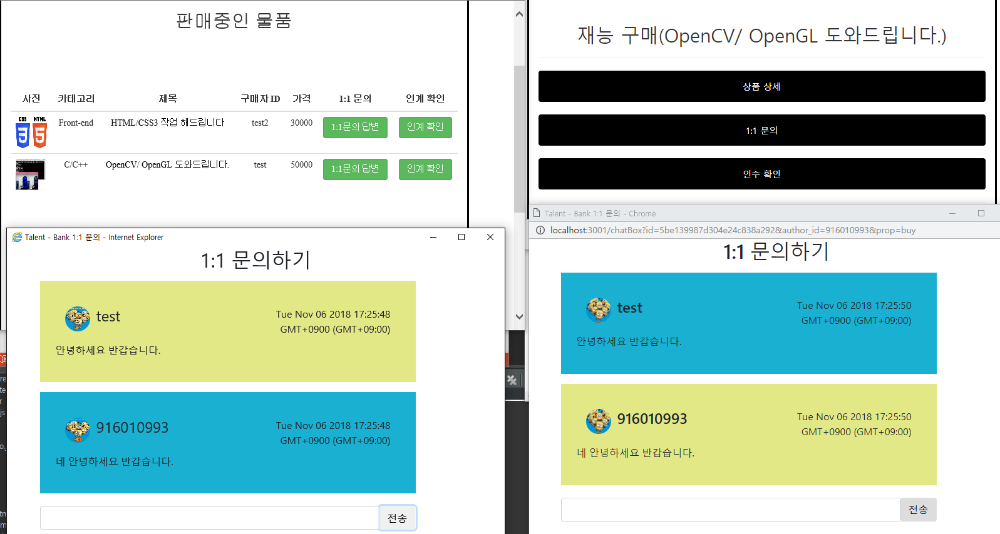 판매중인 물품
사진 카테고리 제목 구매자 ID 가격 1:1 문의 인계 확인
CSS HTML
3 5
Front-end HTML/CSS3 작업 해드립니다 test2 30000 1:1문의 답변 인계 확인
C/C++ OpenCV/ OpenGL 도와드립니다. test 50000 1:1문의 답변 인계 확인
재능 구매(OpenCV/ OpenGL 도와드립니다.)
상품 상세
1:1 문의
인수 확인
Talent - Bank 1:1 문의 - Internet Explorer
1:1 문의하기
test
Tue Nov 06 2018 17:25:48
GMT+0900 (GMT+09:00)
안녕하세요 반갑습니다.
916010993
Tue Nov 06 2018 17:25:48
GMT+0900 (GMT+09:00)
네 안녕하세요 반갑습니다.
전송
Talent - Bank 1:1 문의 - Chrome
localhost:3001/chatBox?id=5be139987d304e24c838a292&author_id=916010993&prop=buy
1:1 문의하기
test
Tue Nov 06 2018 17:25:50
GMT+0900 (GMT+09:00)
안녕하세요 반갑습니다.
916010993
Tue Nov 06 2018 17:25:50
GMT+0900 (GMT+09:00)
네 안녕하세요 반갑습니다.
전송